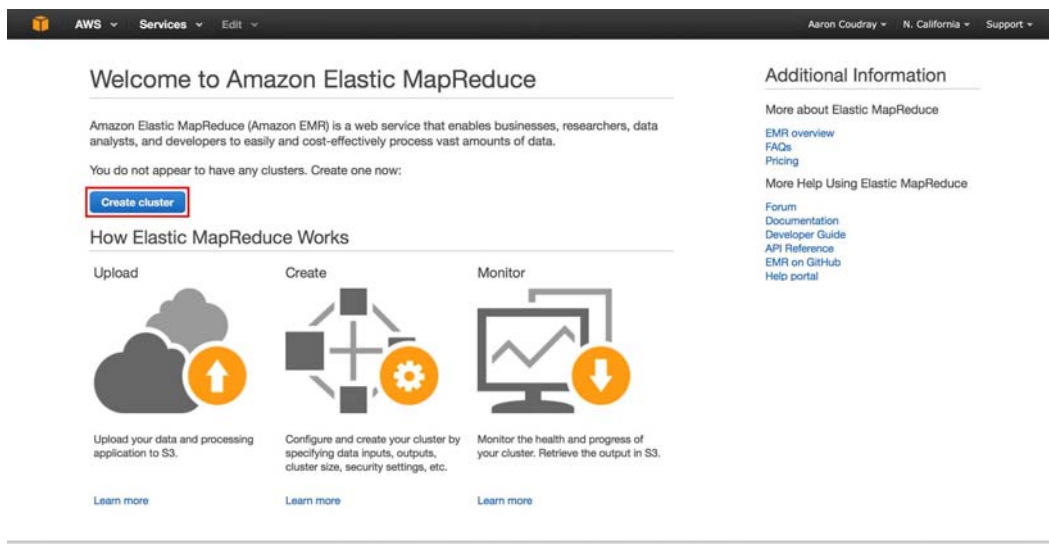 AWS Services Edit Aaron Coudray N. California Support
Welcome to Amazon Elastic MapReduce
Amazon Elastic MapReduce (Amazon EMR) is a web service that enables businesses, researchers, data
analysts, and developers to easily and cost-effectively process vast amounts of data.
You do not appear to have any clusters. Create one now:
Create cluster
How Elastic MapReduce Works
Upload
Upload your data and processing
application to S3.
Learn more
Create
Configure and create your cluster by
specifying data inputs, outputs,
cluster size, security settings, etc.
Learn more
Monitor
Monitor the health and progress of
your cluster. Retrieve the output in S3.
Learn more
Additional Information
More about Elastic MapReduce
EMR overview
FAQs
Pricing
More Help Using Elastic MapReduce
Forum
Documentation
Developer Guide
API Reference
EMR on GitHub
Help portal